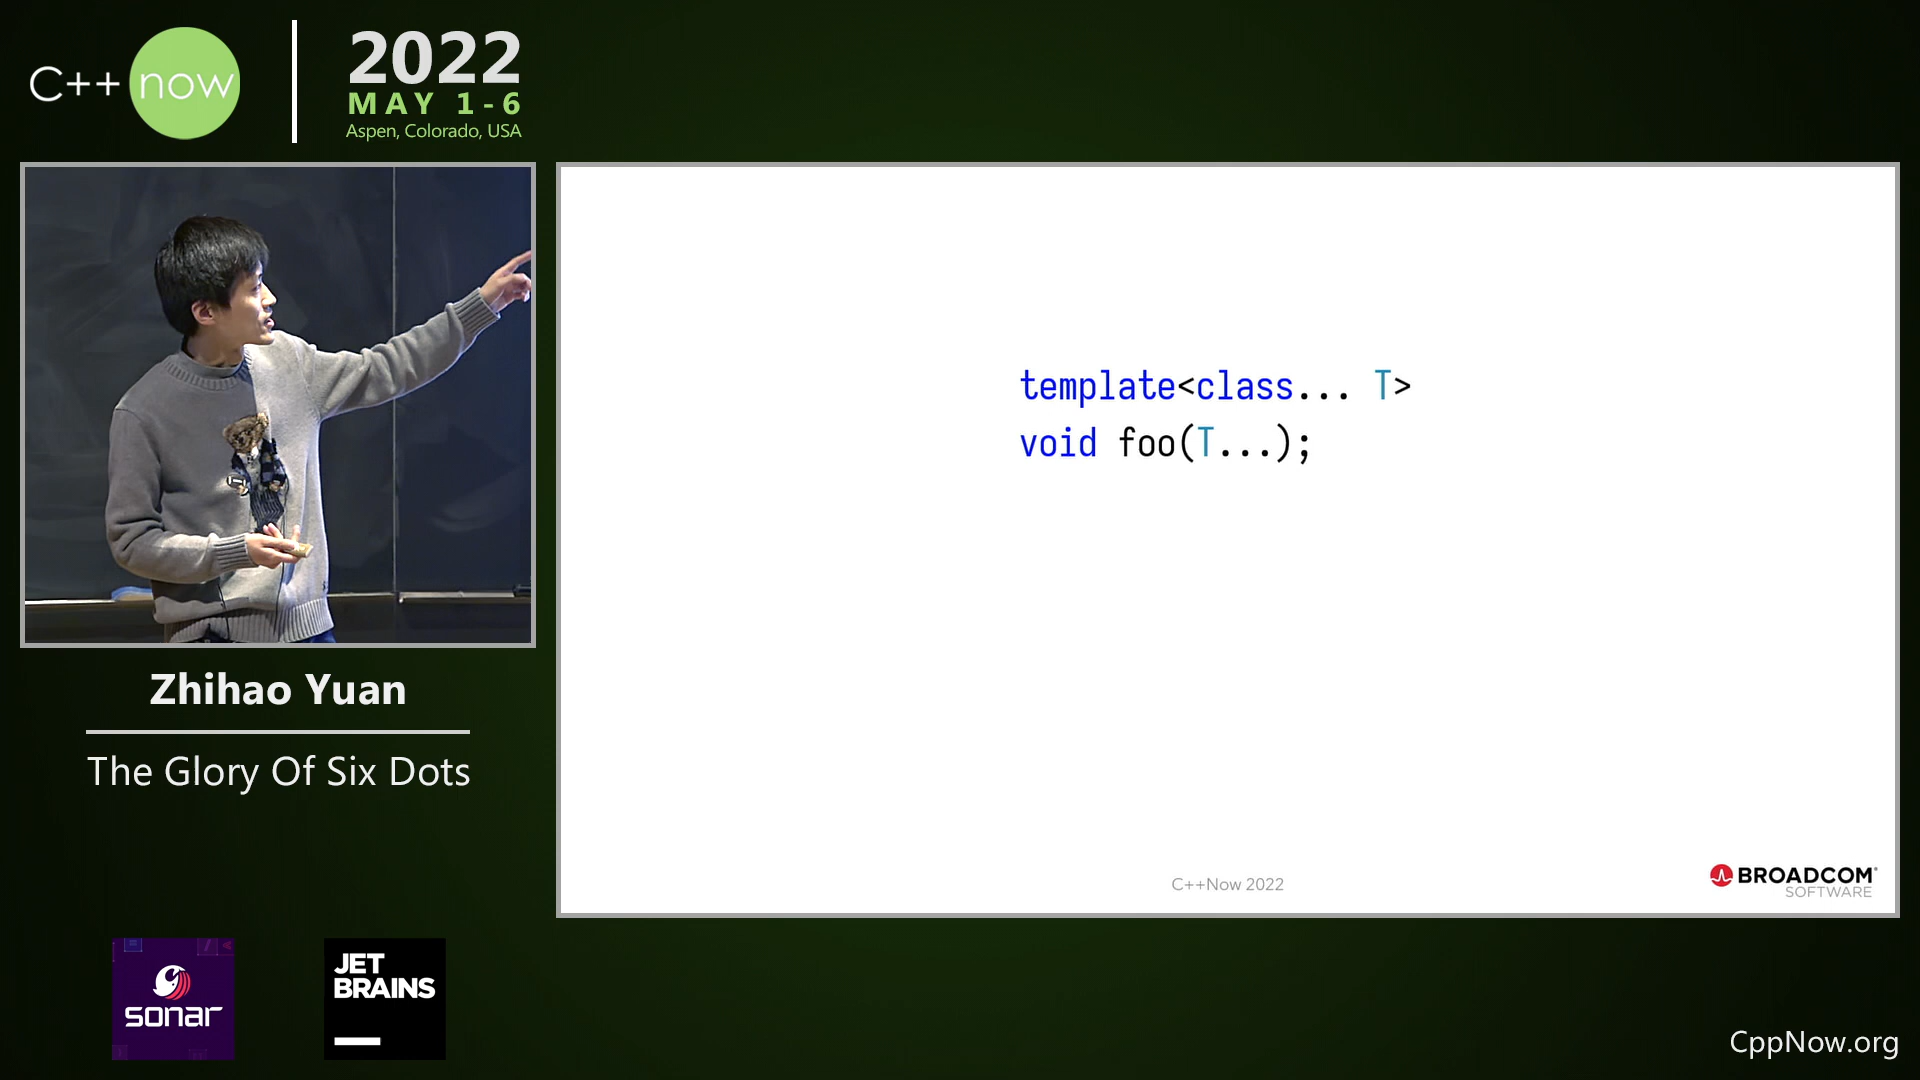 C++ now
2022
MAY 1-6
Aspen, Colorado, USA
template<class... T>
void foo(T...);
C++Now 2022
BROADCOM
SOFTWARE
Zhihao Yuan
The Glory Of Six Dots
sonar
JET
BRAINS
CppNow.org